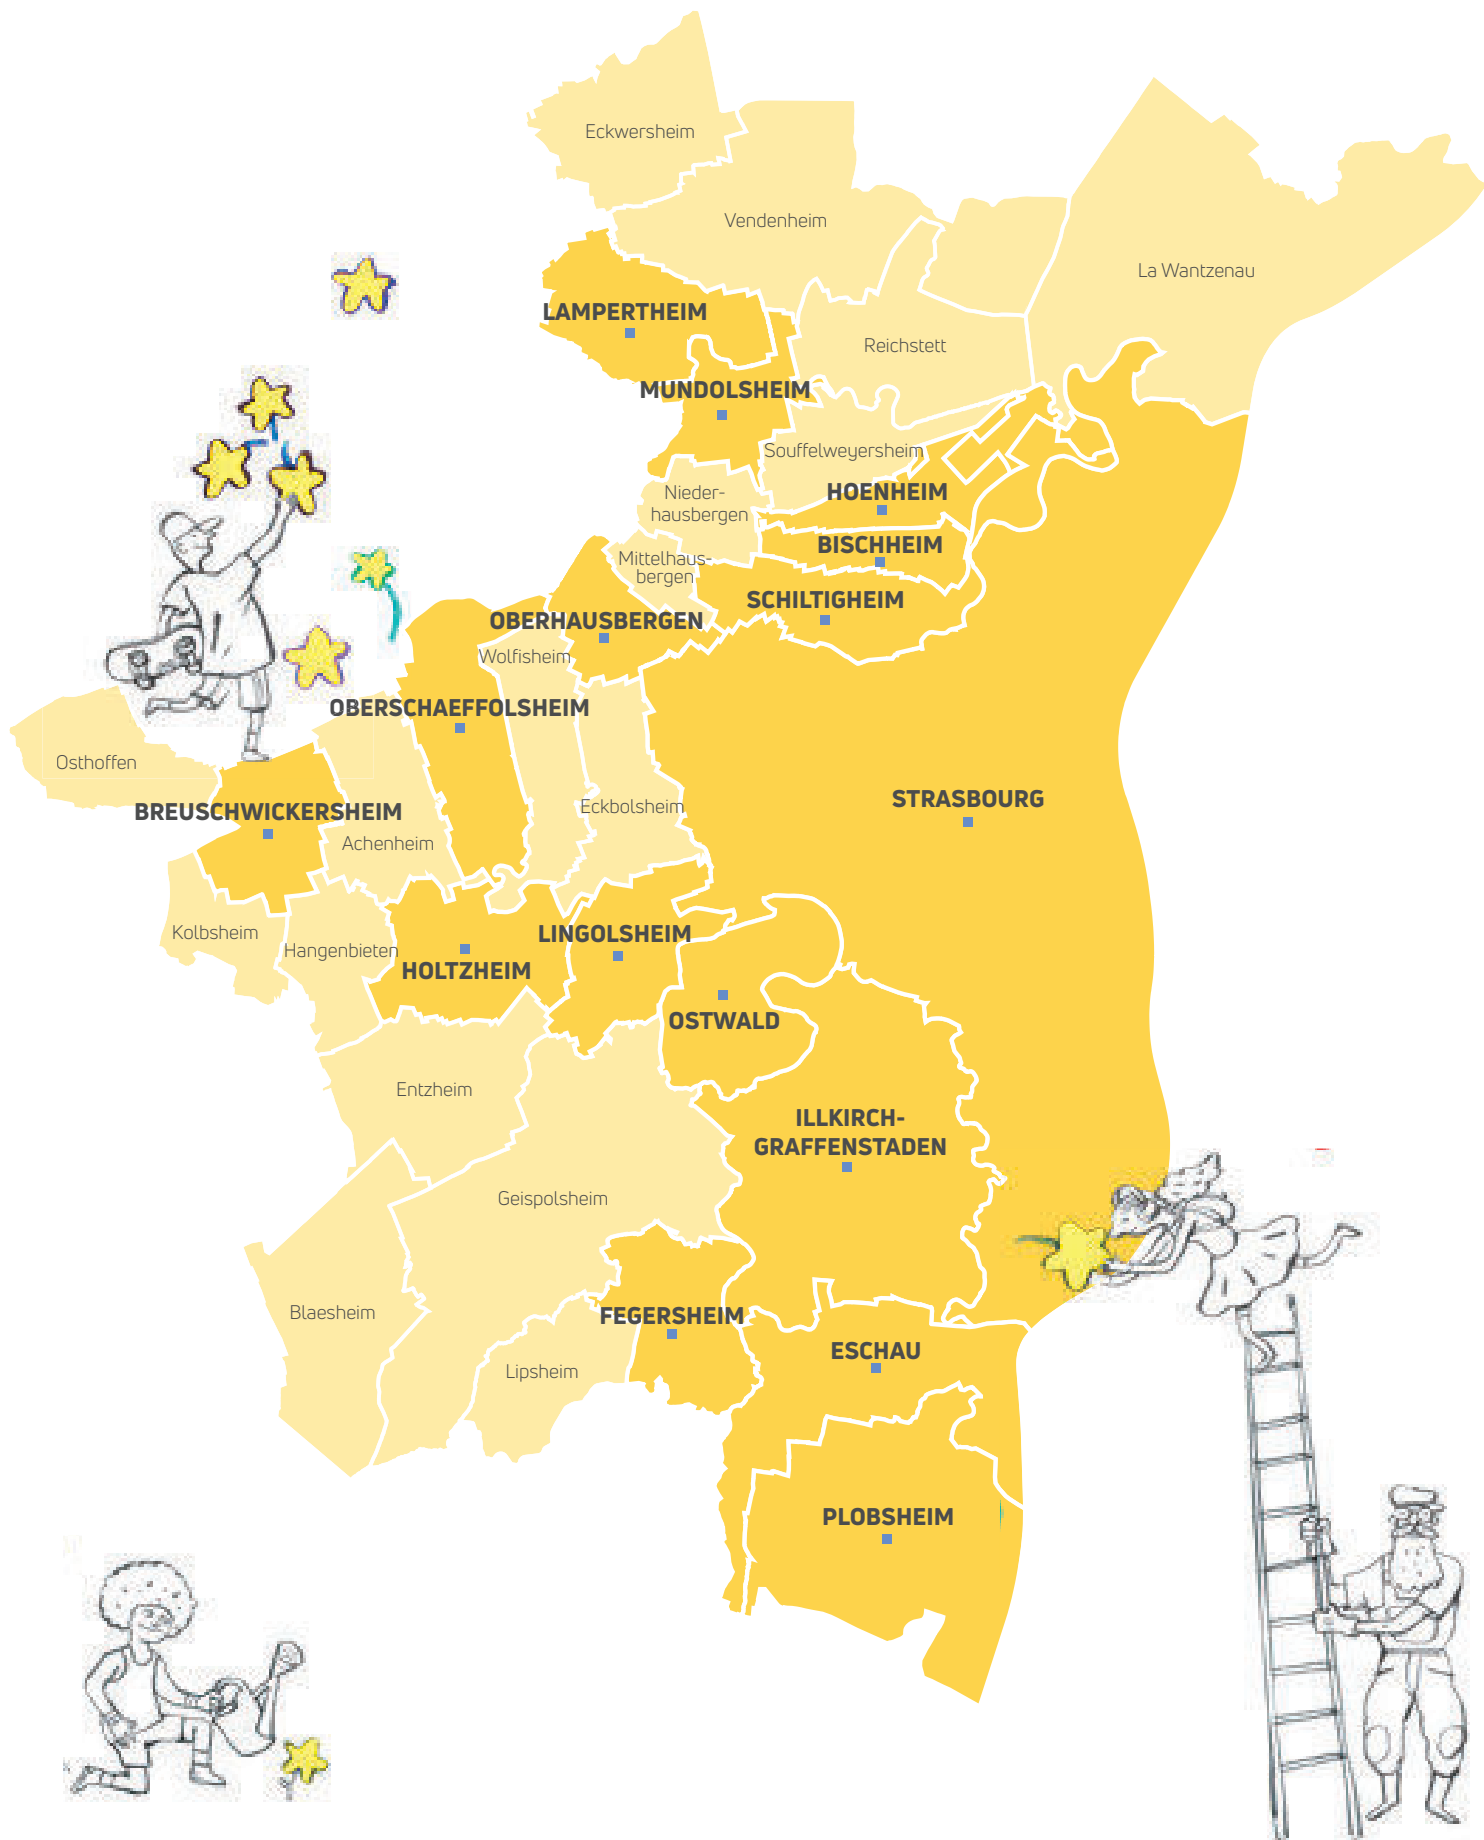 Eckwersheim
Vendenheim
La Wantzenau
LAMPERTHEIM
Reichstett
MUNDOLSHEIM
Souffelweyersheim
Nieder-
hausbergen
HOENHEIM
BISCHHEIM
Mittelhaus-
bergen
SCHILTIGHEIM
OBERHAUSBERGEN
Wolfisheim
OBERSCHAEFFOLSHEIM
Osthoffen
STRASBOURG
Eckbolsheim
BREUSCHWICKERSHEIM
Achenheim
Kolbsheim
LINGOLSHEIM
Hangenbieten
HOLTZHEIM
OSTWALD
Entzheim
ILLKIRCH-
GRAFFENSTADEN
Geispolsheim
Blaesheim
FEGERSHEIM
ESCHAU
Lipsheim
PLOBSHEIM